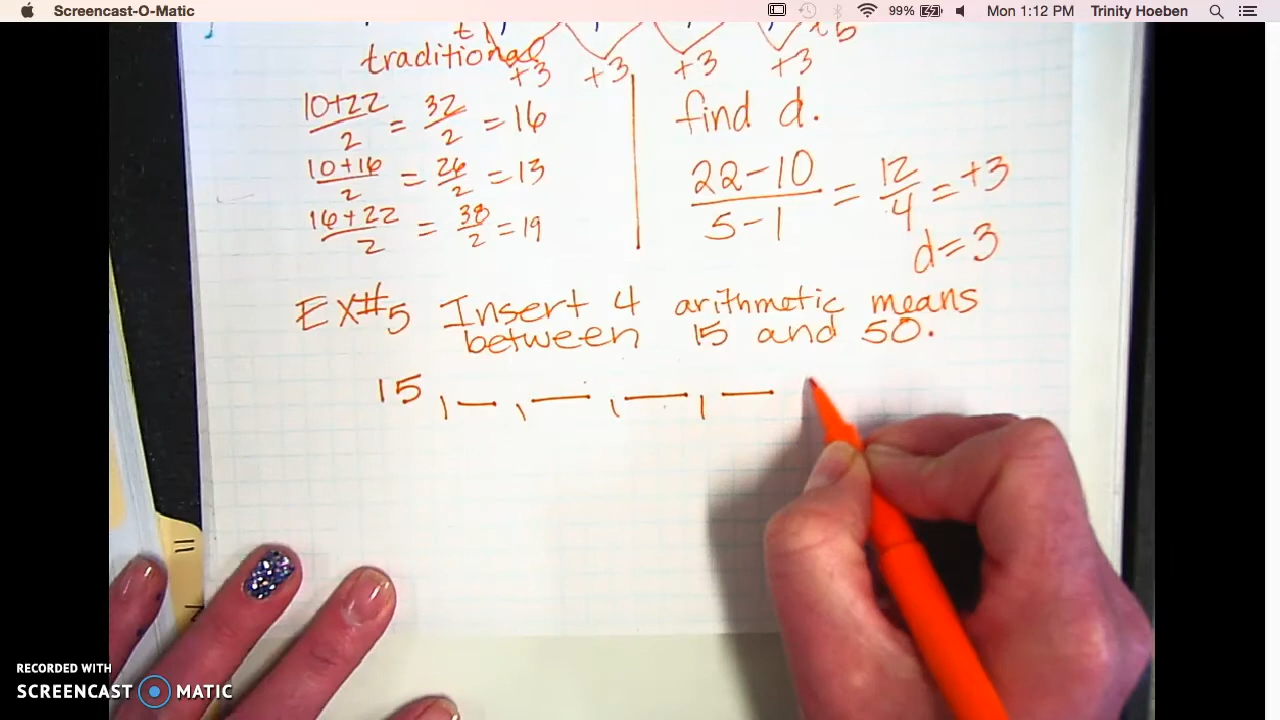 Screencast-O-Matic
99%
Mon 1:12 PM
Trinity Hoeben
traditional
+3 +3 +3 +3
10+22/2 = 32/2 = 16
10+16/2 = 26/2 = 13
16+22/2 = 38/2 = 19
find d.
22-10/5-1 = 12/4 = +3
d=3
EX#5 Insert 4 arithmetic means
between 15 and 50.
15, __, __, __, __
RECORDED WITH
SCREENCAST MATIC